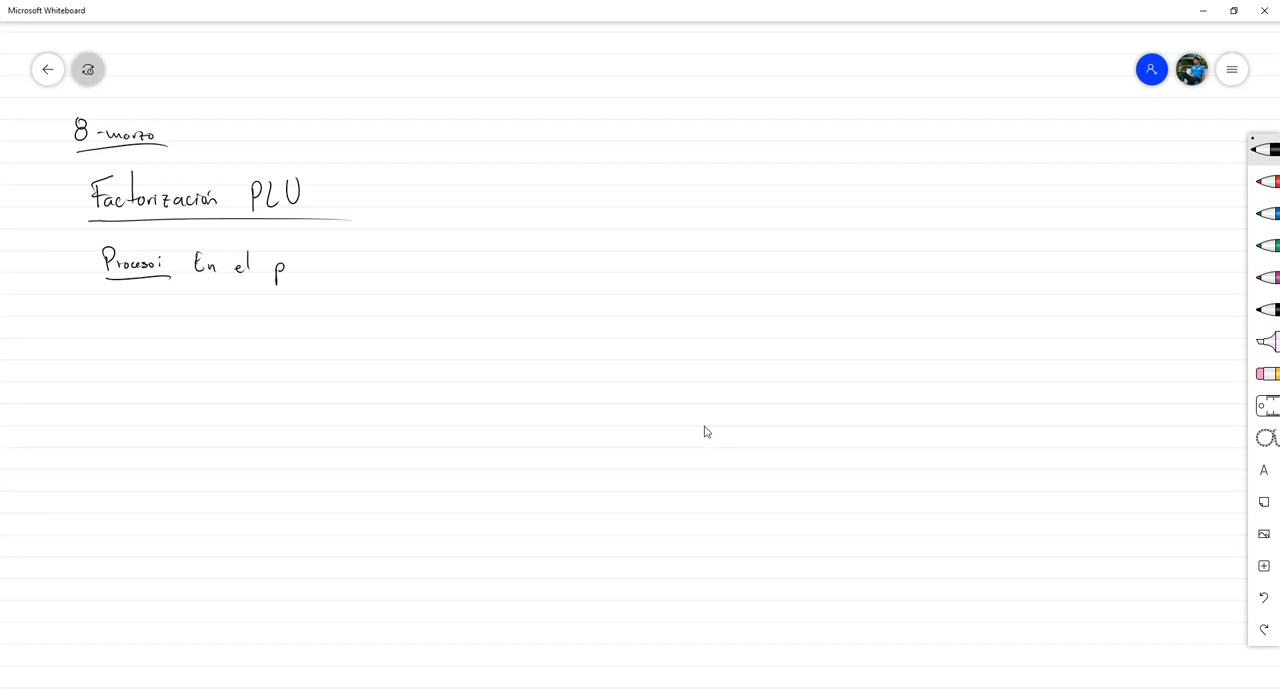 Microsoft Whiteboard
8 - marzo
Factorización PLU
Proceso: En el p
A